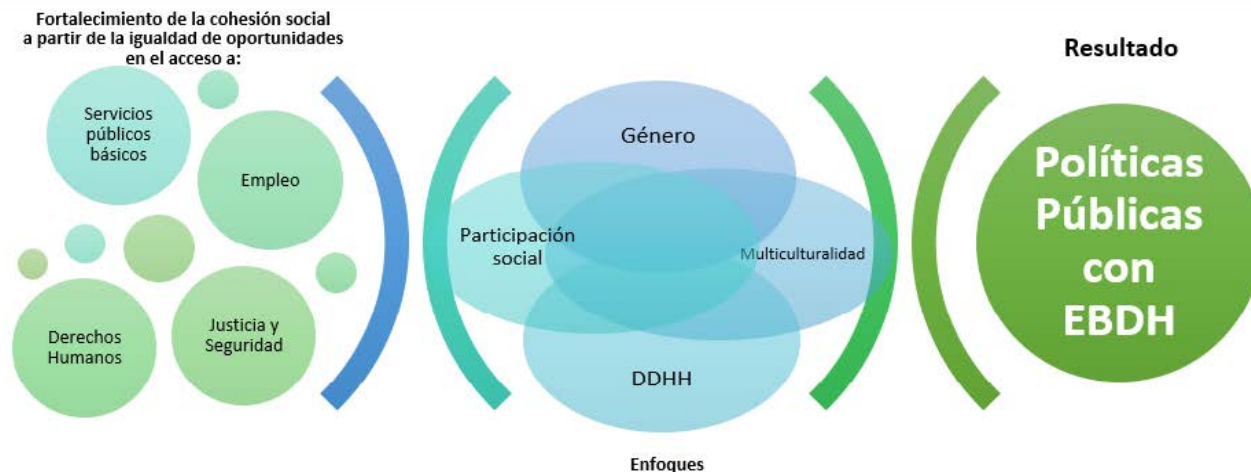 Fortalecimiento de la cohesión social
a partir de la igualdad de oportunidades
en el acceso a:
Servicios
públicos
básicos
Empleo
Derechos
Humanos
Justicia y
Seguridad
Género
Participación
social
Multiculturalidad
DDHH
Enfoques
Resultado
Políticas
Públicas
con
EBDH